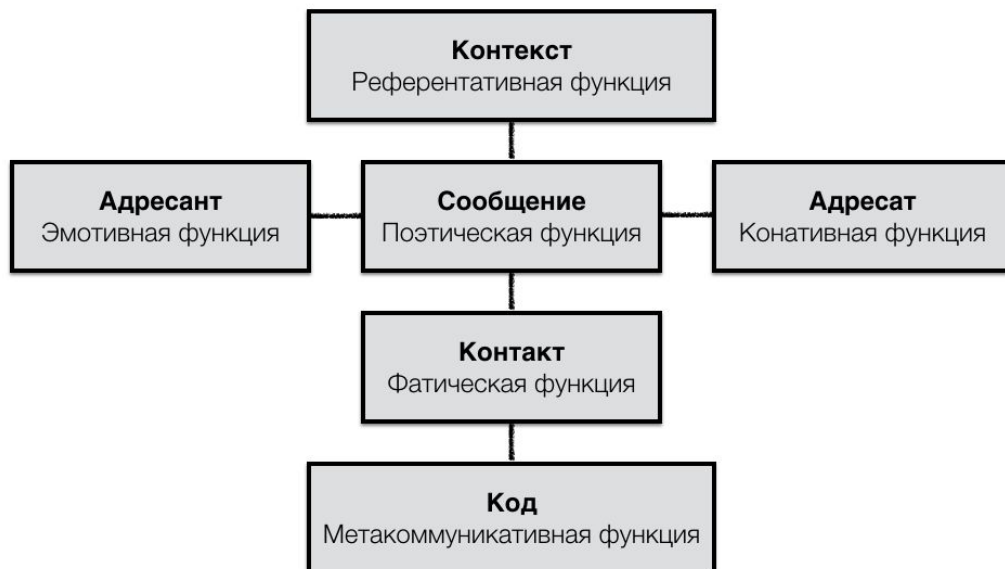 Контекст
Референтативная функция
Адресант
Эмотивная функция
Сообщение
Поэтическая функция
Адресат
Конативная функция
Контакт
Фатическая функция
Код
Метакоммуникативная функция